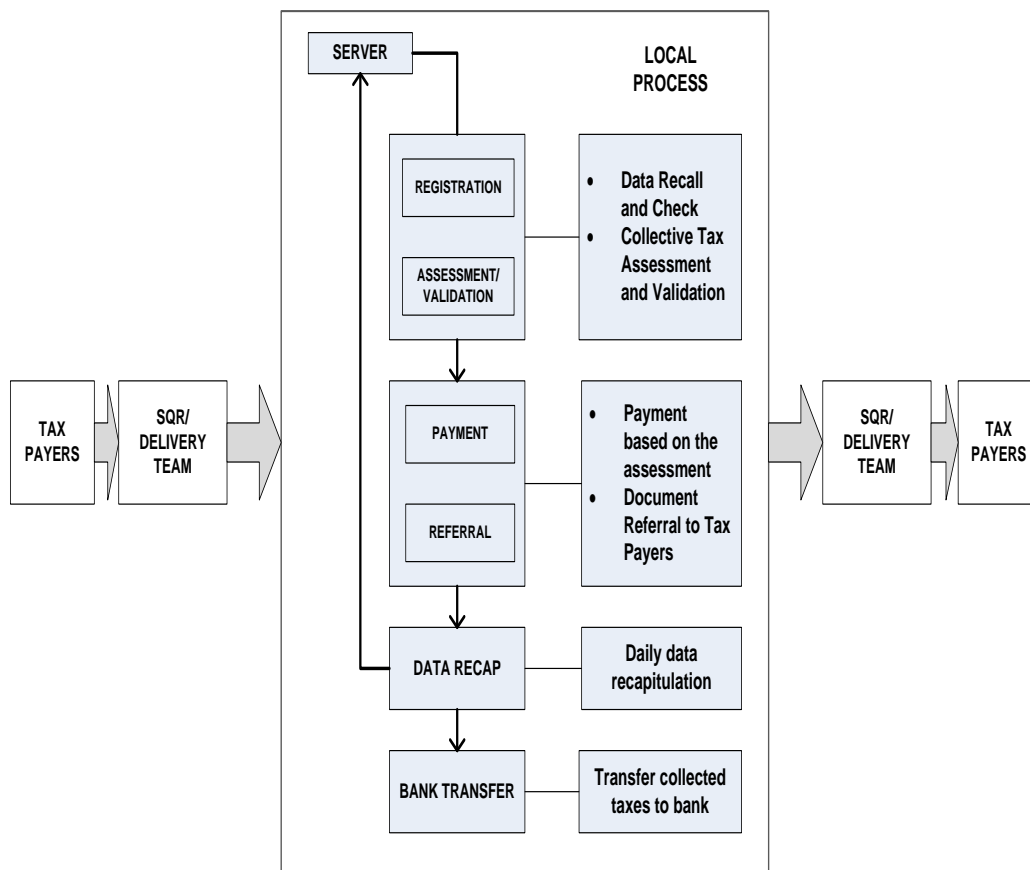 SERVER
LOCAL
PROCESS
REGISTRATION
ASSESSMENT/
VALIDATION
• Data Recall
and Check
• Collective Tax
Assessment
and Validation
TAX
PAYERS
SQR/
DELIVERY
TEAM
PAYMENT
REFERRAL
• Payment
based on the
assessment
• Document
Referral to Tax
Payers
SQR/
DELIVERY
TEAM
TAX
PAYERS
DATA RECAP
Daily data
recapitulation
BANK TRANSFER
Transfer collected
taxes to bank